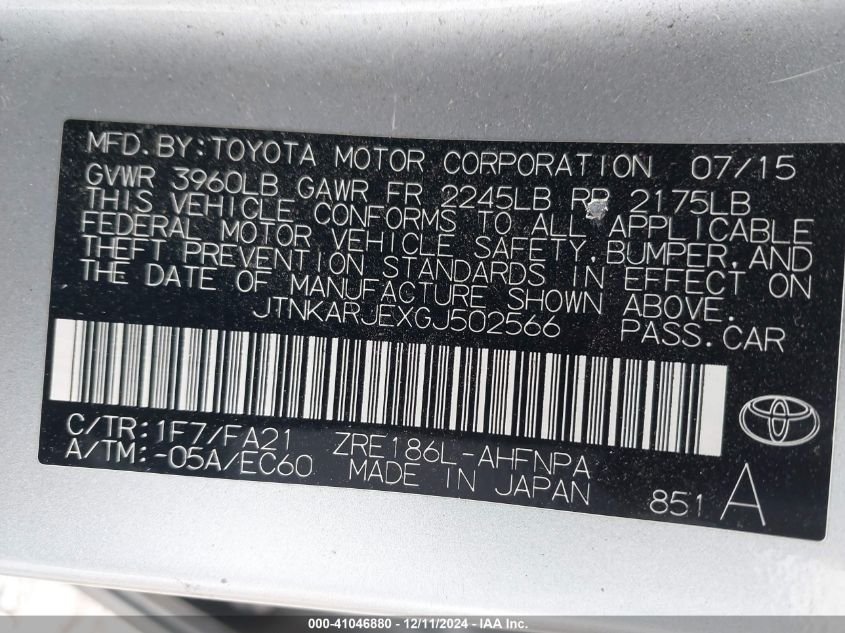 MFD.BY:TOYOTA MOTOR CORPORATION 07/15
GVWR 3960LB GAWR FR 2245LB RR 2175LB
THIS VEHICLE CONFORMS TO ALL APPLICABLE
FEDERAL MOTOR VEHICLE SAFETY,BUMPER,AND
THEFT PREVENTION STANDARDS IN EFFECT ON
THE DATE OF MANUFACTURE SHOWN ABOVE.
JTNKARJEXGJ502566 PASS.CAR
C/TR:1F7/FA21 ZRE186L-AHFNPA
A/TM:-05A/EC60 MADE IN JAPAN 851 A
000-41046880 - 12/11/2024 - IAA Inc.